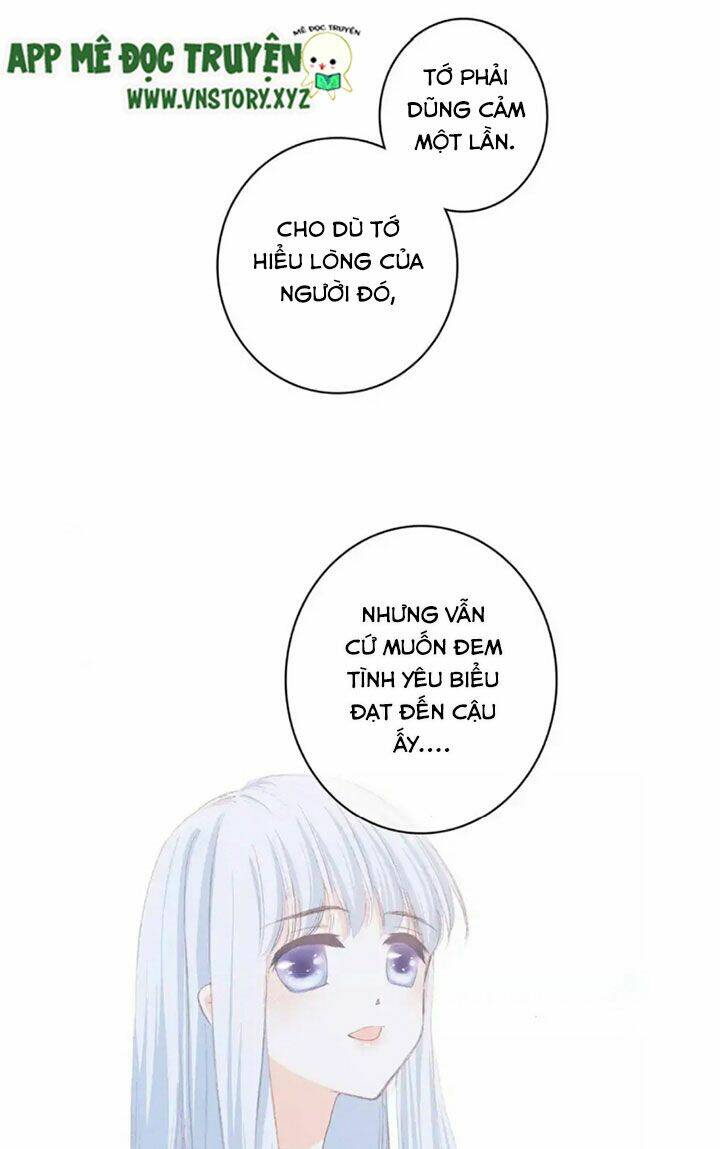 MÊ ĐỌC TRUYỆN
APP MÊ ĐỌC TRUYỆN
WWW.VNSTORY.XYZ
TỚ PHẢI
DŨNG CẢM
MỘT LẦN.
CHO DÙ TỚ
HIỂU LÒNG CỦA
NGƯỜI ĐÓ,
NHƯNG VẪN
CỨ MUỐN ĐEM
TÌNH YÊU BIỂU
ĐẠT ĐẾN CẬU
ẤY....